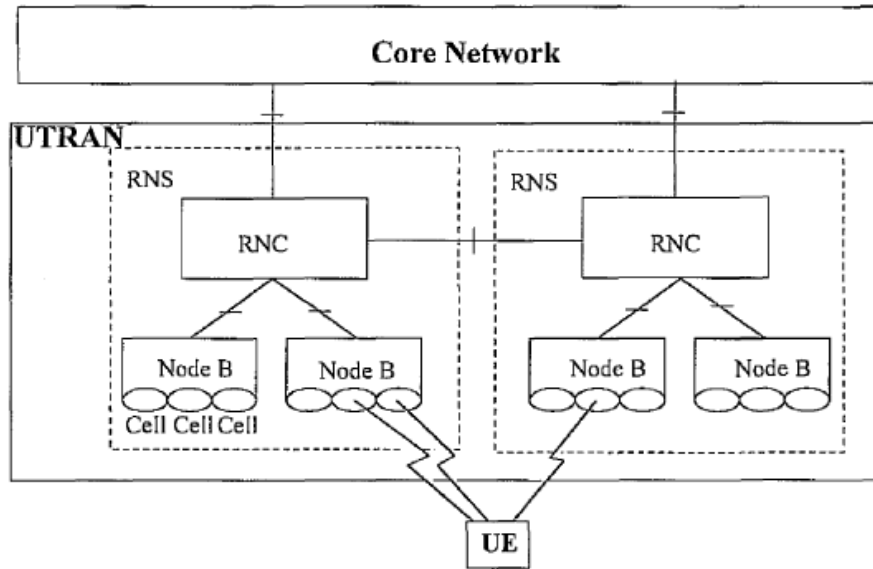 Core Network
UTRAN
RNS
RNS
RNC
RNC
Node B
Node B
Node B
Node B
Cell Cell Cell
UE